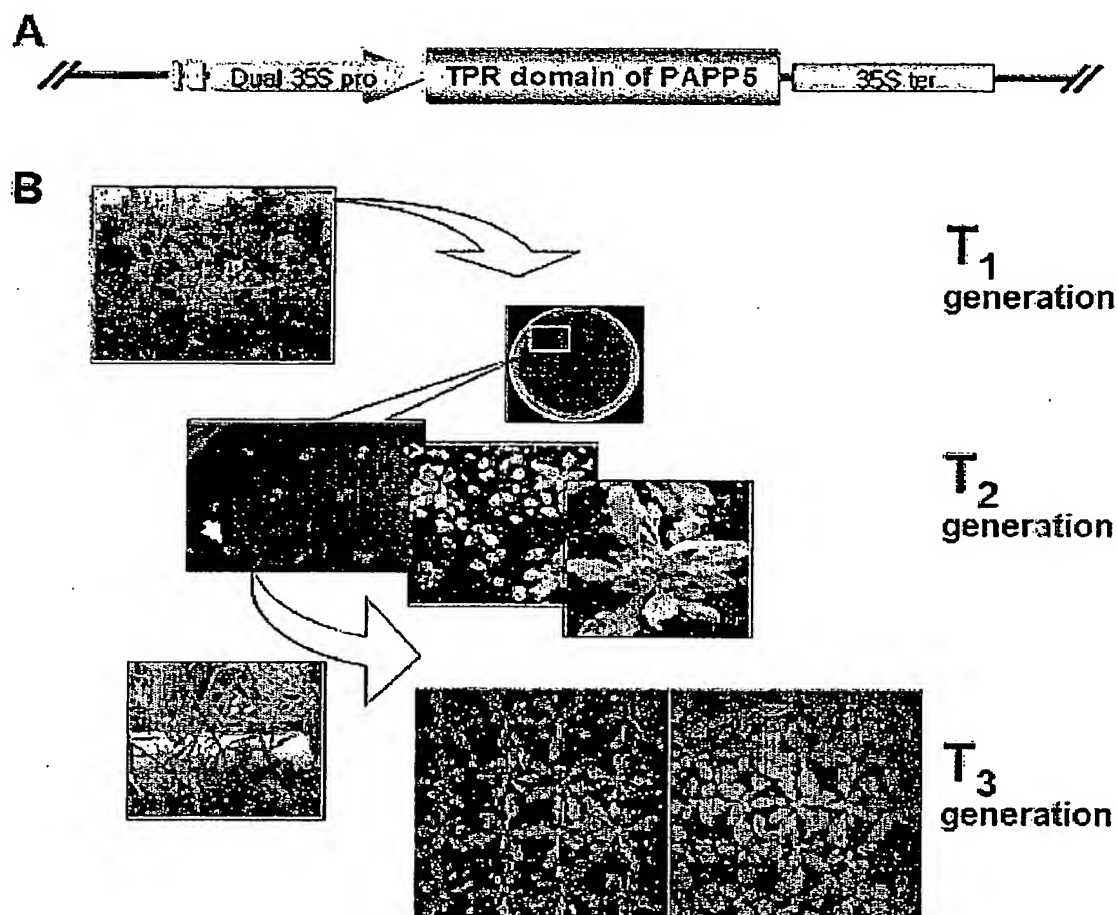 A
Dual 35S pro TPR domain of PAPP5 35S ter
B
T1
generation
T2
generation
T3
generation